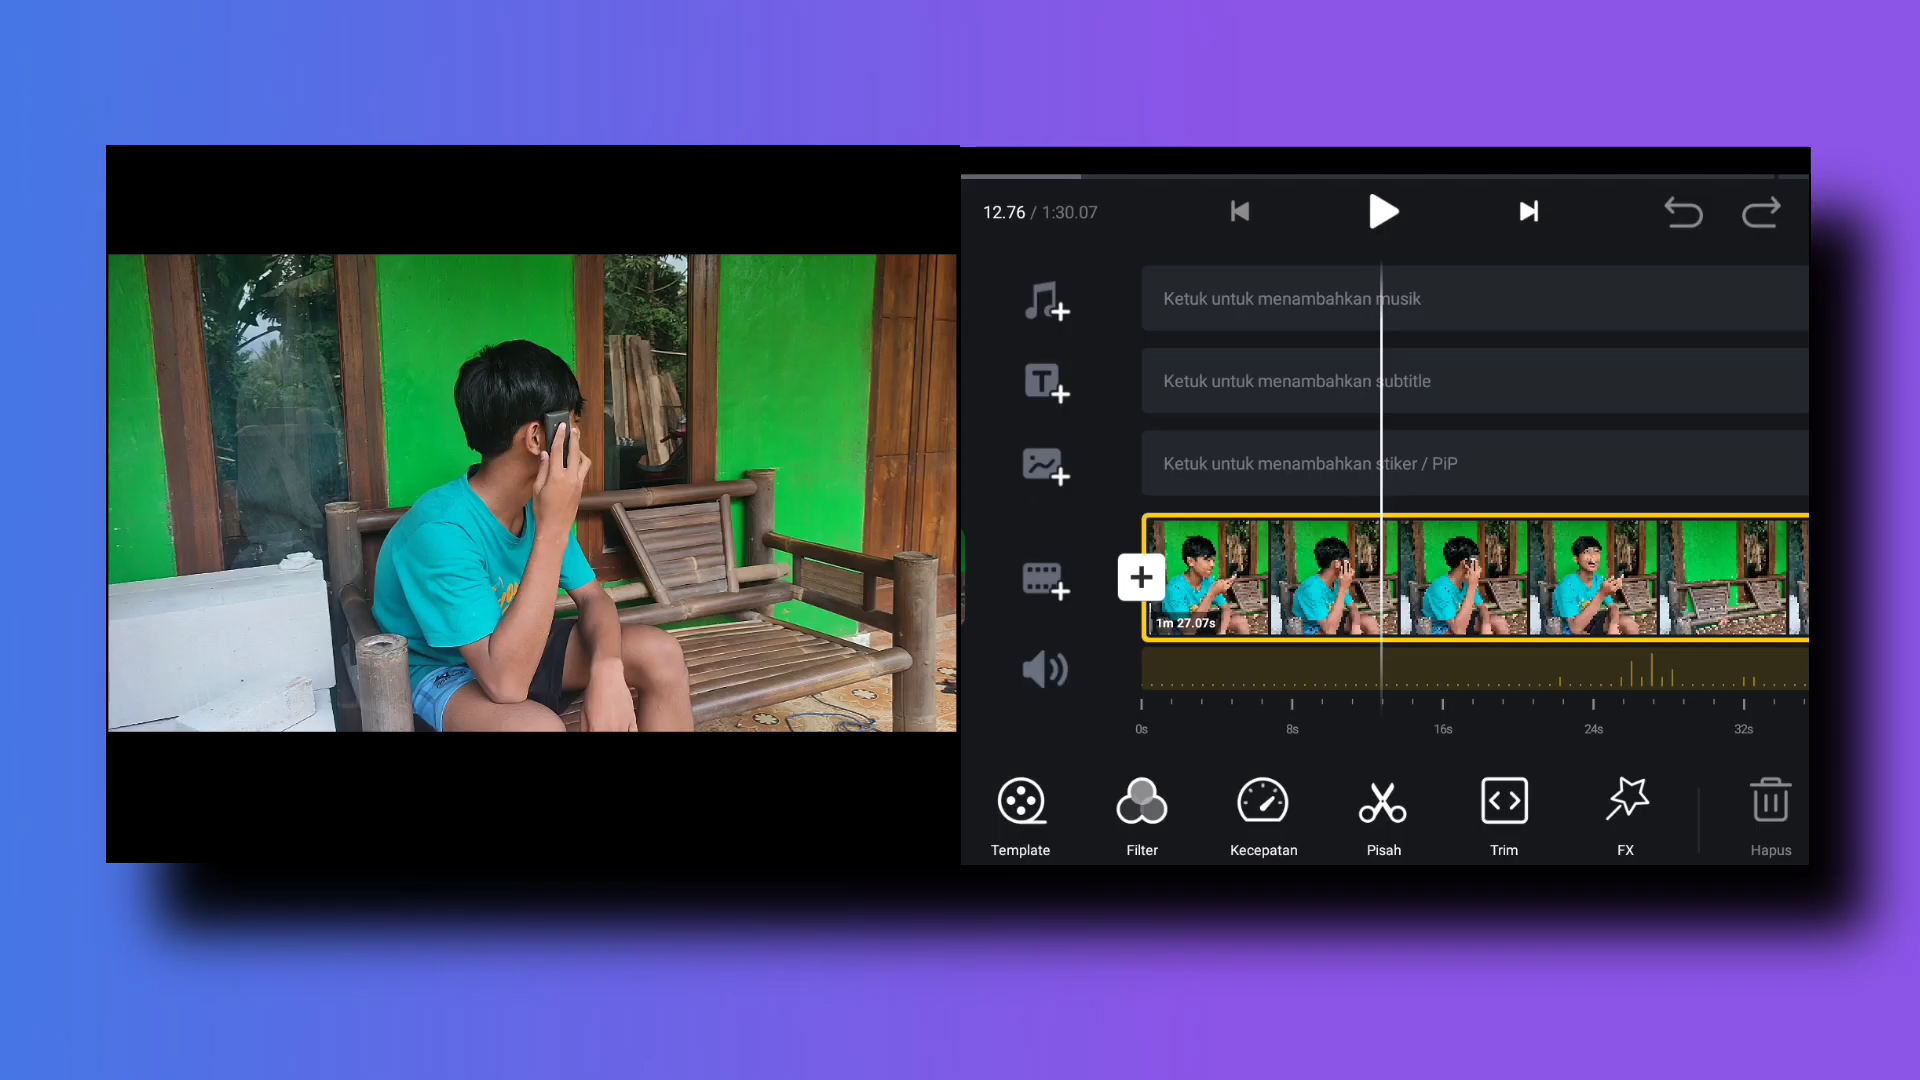 12.76 / 1:30.07
Ketuk untuk menambahkan musik
Ketuk untuk menambahkan subtitle
Ketuk untuk menambahkan stiker / PiP
1m 27.07s
0s 8s 16s 24s 32s
Template Filter Kecepatan Pisah Trim FX Hapus